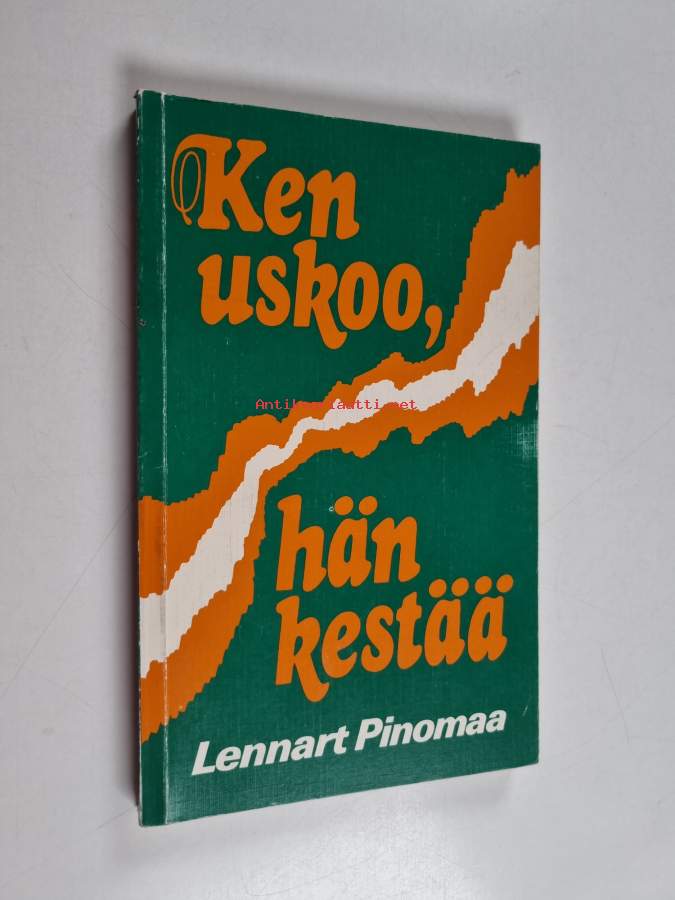 Ken
uskoo,
Antikvariaatti.net
hän
kestää
Lennart Pinomaa